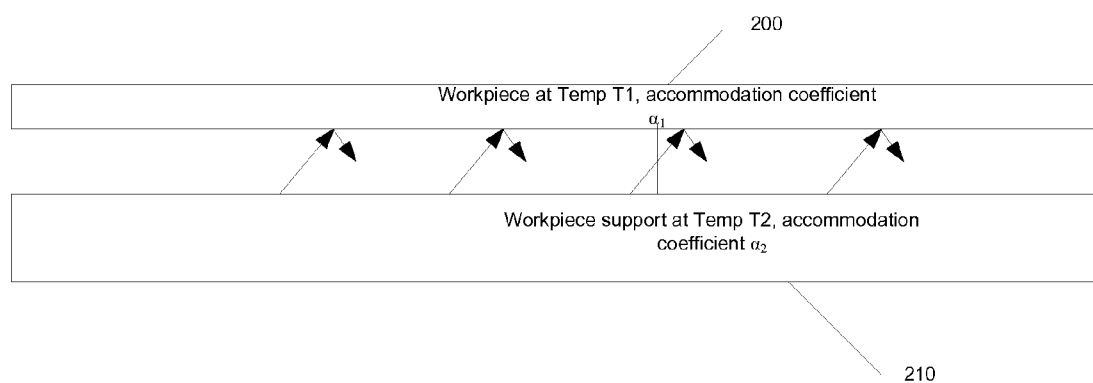 200
Workpiece at Temp T1, accommodation coefficient
α₁
Workpiece support at Temp T2, accommodation
coefficient α₂
210